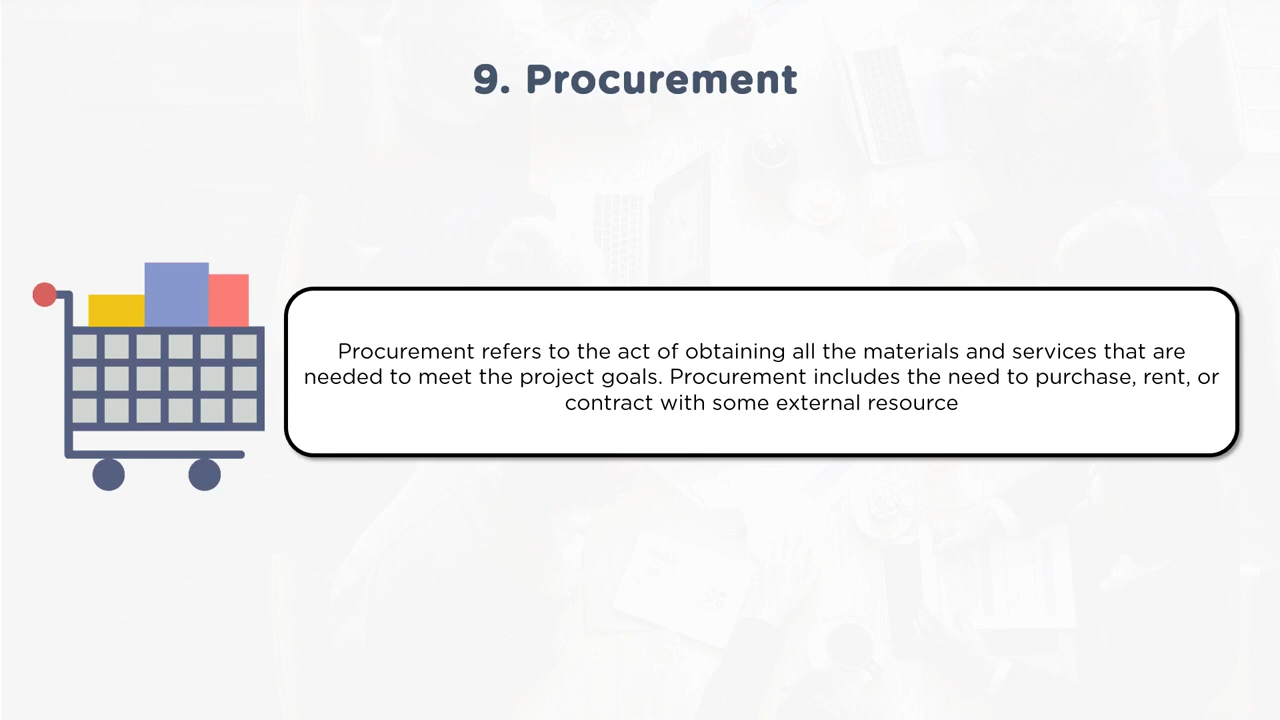 9. Procurement
Procurement refers to the act of obtaining all the materials and services that are
needed to meet the project goals. Procurement includes the need to purchase, rent, or
contract with some external resource